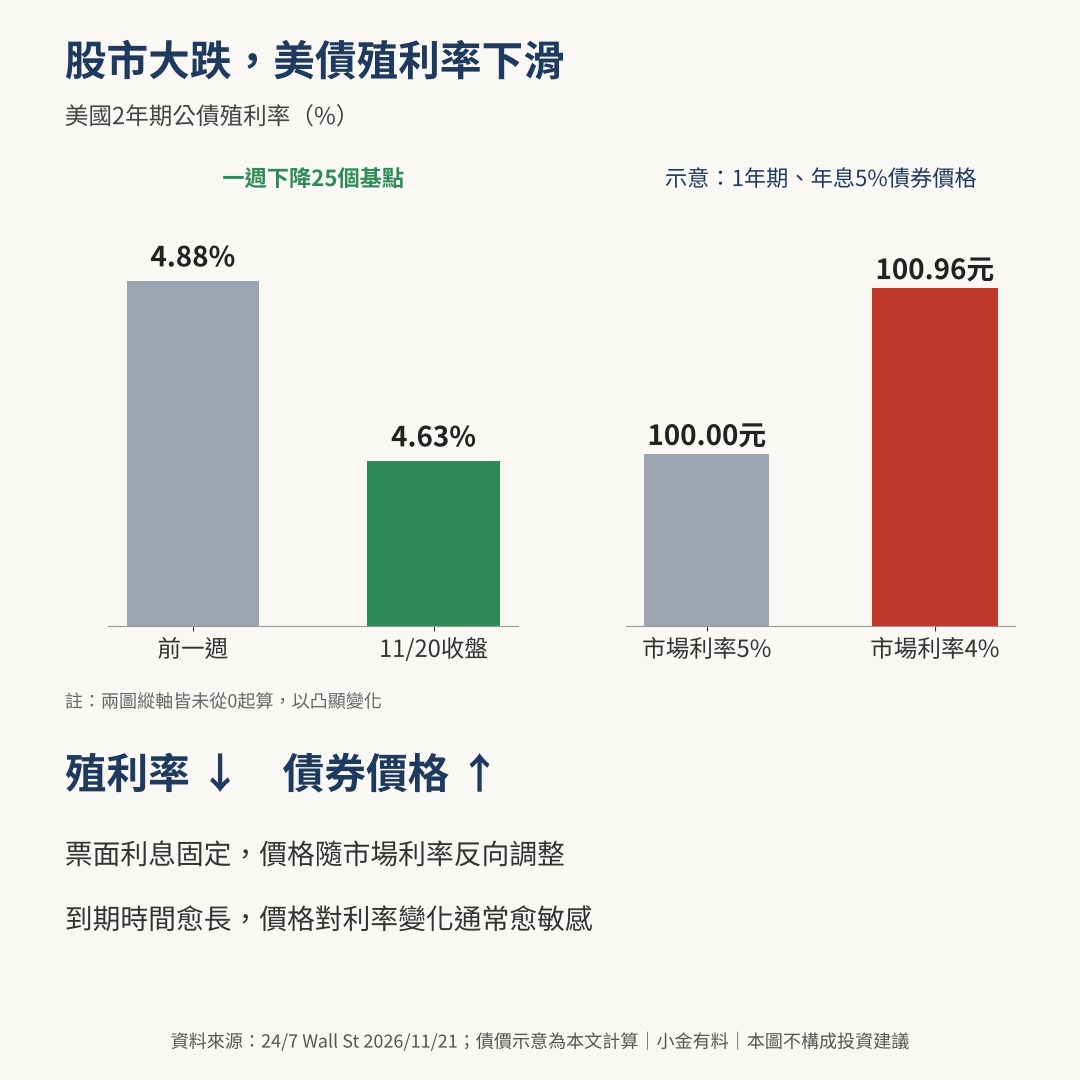 股市大跌，美債殖利率下滑
美國2年期公債殖利率（%）
一週下降25個基點
示意：1年期、年息5%債券價格
4.88%
4.63%
100.00元
100.96元
前一週
11/20收盤
市場利率5%
市場利率4%
註：兩圖縱軸皆未從0起算，以凸顯變化
殖利率 ↓ 債券價格 ↑
票面利息固定，價格隨市場利率反向調整
到期時間愈長，價格對利率變化通常愈敏感
資料來源：24/7 Wall St 2026/11/21；債價示意為本文計算｜小金有料｜本圖不構成投資建議